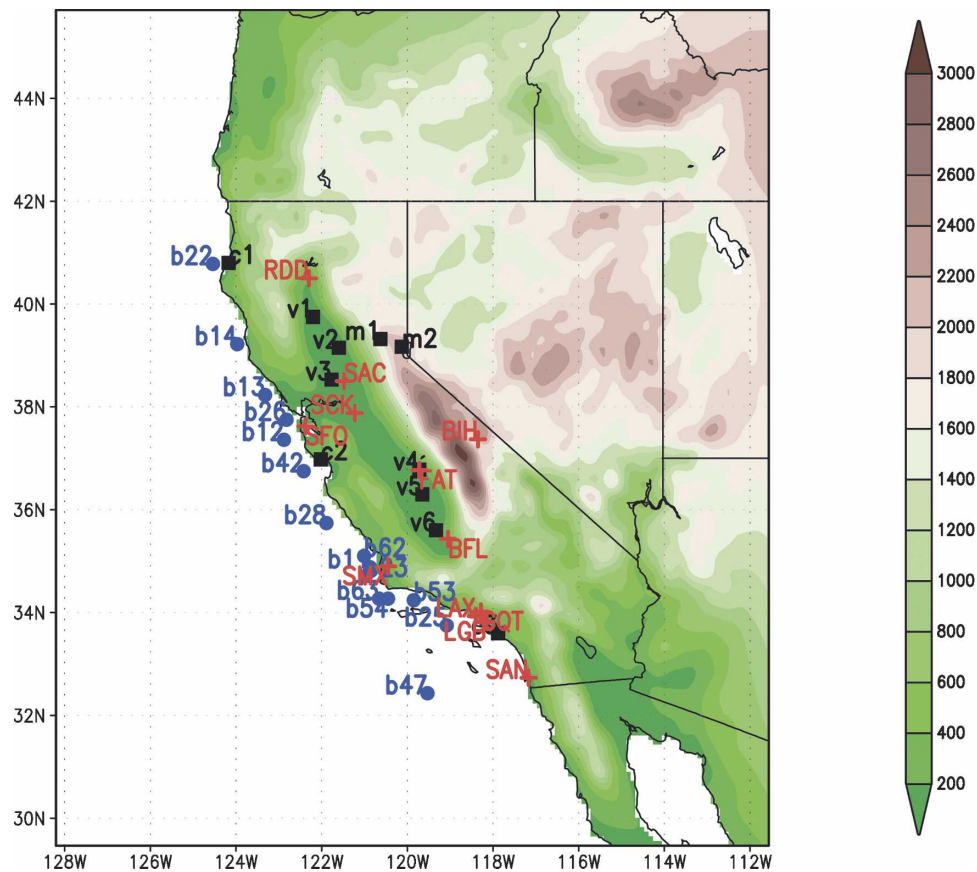 3000
2800
2600
2400
2200
2000
1800
1600
1400
1200
1000
800
600
400
200
44N
42N
40N
38N
36N
34N
32N
30N
128W
126W
124W
122W
120W
118W
116W
114W
112W
b22
c1
RDD
v1
b14
v2
m1
m2
v3
SAC
b13
SCK
b26
SFO
BIH
b12
c2
b42
v4
FAT
v5
b28
v6
BFL
b62
SMX
b63
b53
b54
LAX
b25
LGB
SAN
b47